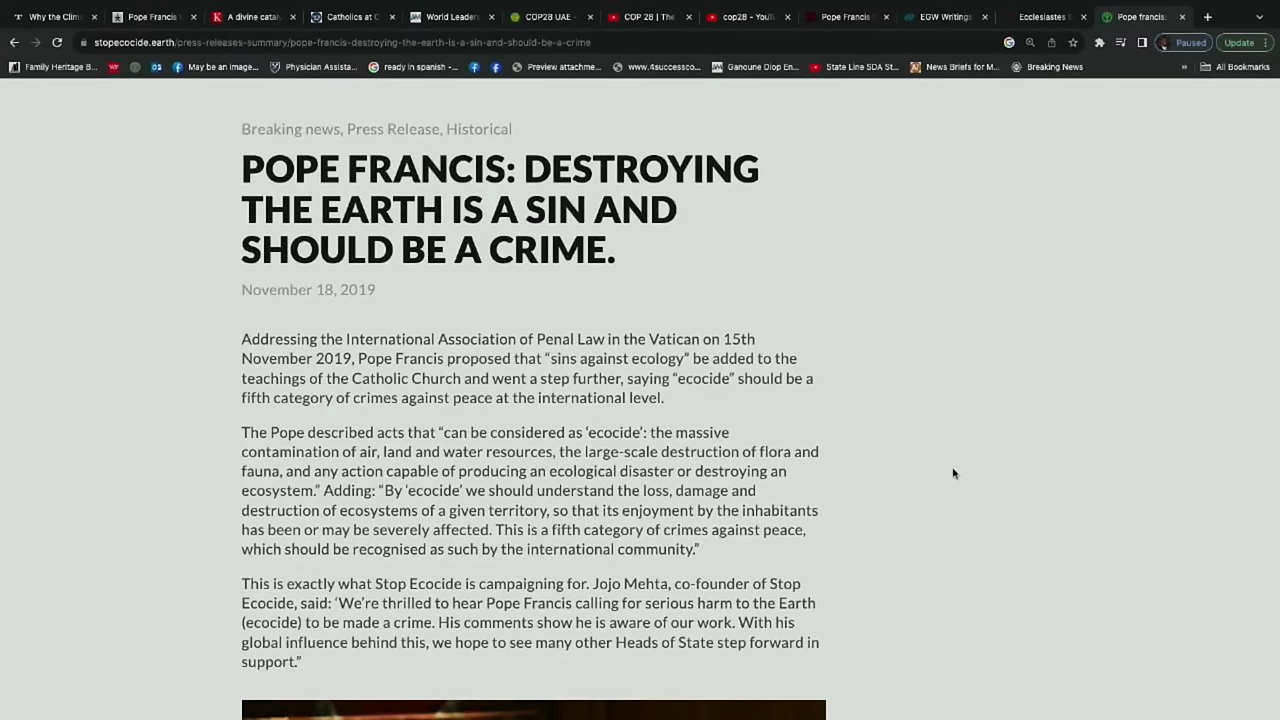 Why the Clim
Pope Francis
A divine catal
Catholics at C
World Leaders
COP28 UAE -
COP 28 | The
cop28 - YouTu
Pope Francis
EGW Writings
Ecclesiastes
Pope francis:
stopecocide.earth/press-releases-summary/pope-francis-destroying-the-earth-is-a-sin-and-should-be-a-crime
Paused
Update
Family Heritage B...
May be an image...
Physician Assista...
ready in spanish -...
Preview attachme...
www.4successco...
Ganoune Diop En...
State Line SDA St...
News Briefs for M...
Breaking News
»
All Bookmarks
Breaking news, Press Release, Historical
POPE FRANCIS: DESTROYING
THE EARTH IS A SIN AND
SHOULD BE A CRIME.
November 18, 2019
Addressing the International Association of Penal Law in the Vatican on 15th
November 2019, Pope Francis proposed that “sins against ecology” be added to the
teachings of the Catholic Church and went a step further, saying “ecocide” should be a
fifth category of crimes against peace at the international level.
The Pope described acts that “can be considered as ‘ecocide’: the massive
contamination of air, land and water resources, the large-scale destruction of flora and
fauna, and any action capable of producing an ecological disaster or destroying an
ecosystem.” Adding: “By ‘ecocide’ we should understand the loss, damage and
destruction of ecosystems of a given territory, so that its enjoyment by the inhabitants
has been or may be severely affected. This is a fifth category of crimes against peace,
which should be recognised as such by the international community.”
This is exactly what Stop Ecocide is campaigning for. Jojo Mehta, co-founder of Stop
Ecocide, said: ‘We’re thrilled to hear Pope Francis calling for serious harm to the Earth
(ecocide) to be made a crime. His comments show he is aware of our work. With his
global influence behind this, we hope to see many other Heads of State step forward in
support.”